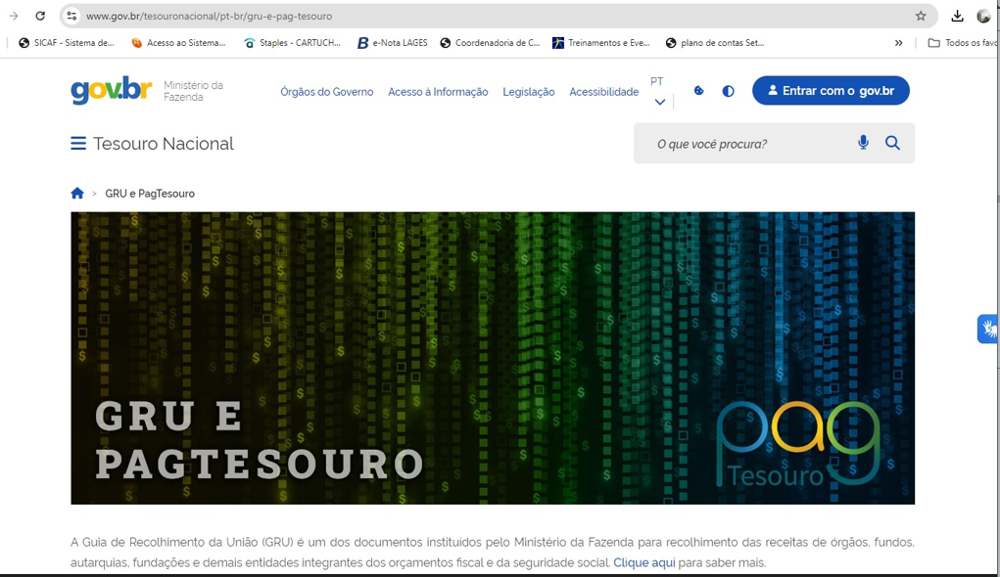 www.gov.br/tesouronacional/pt-br/gru-e-pag-tesouro
SICAF - Sistema de... Acesso ao Sistema... Staples - CARTUCH... e-Nota LAGES Coordenadoria de C... Treinamentos e Eve... plano de contas Set... » Todos os favo
gov.br Ministério da Fazenda Órgãos do Governo Acesso à Informação Legislação Acessibilidade PT Entrar com o gov.br
Tesouro Nacional O que você procura?
> GRU e PagTesouro
GRU E
PAGTESOURO
pag
Tesouro
A Guia de Recolhimento da União (GRU) é um dos documentos instituídos pelo Ministério da Fazenda para recolhimento das receitas de órgãos, fundos,
autarquias, fundações e demais entidades integrantes dos orçamentos fiscal e da seguridade social. Clique aqui para saber mais.